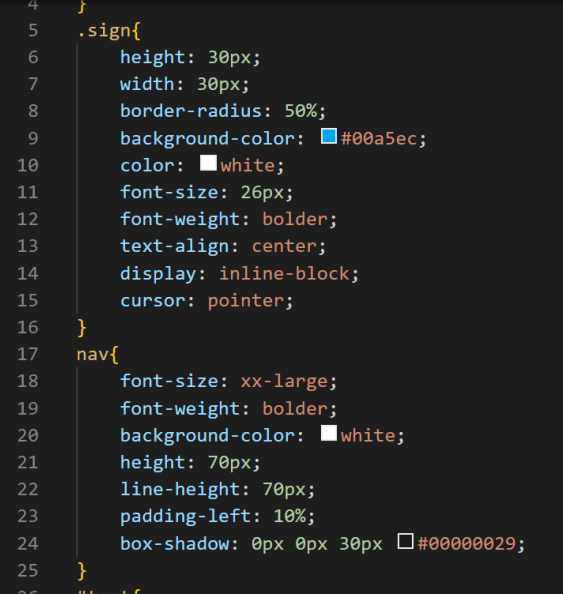 4 }
5 .sign{
6 height: 30px;
7 width: 30px;
8 border-radius: 50%;
9 background-color: #00a5ec;
10 color: white;
11 font-size: 26px;
12 font-weight: bolder;
13 text-align: center;
14 display: inline-block;
15 cursor: pointer;
16 }
17 nav{
18 font-size: xx-large;
19 font-weight: bolder;
20 background-color: white;
21 height: 70px;
22 line-height: 70px;
23 padding-left: 10%;
24 box-shadow: 0px 0px 30px #00000029;
25 }